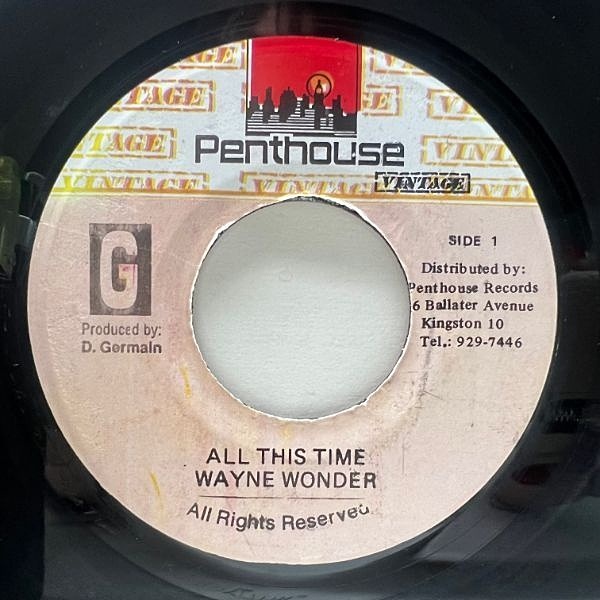 VINTAGE
Penthouse
VINTAGE
G
Produced by:
D. Germain
SIDE 1
Distributed by:
Penthouse Records
6 Ballater Avenue
Kingston 10
Tel.: 929-7446
ALL THIS TIME
WAYNE WONDER
All Rights Reserved